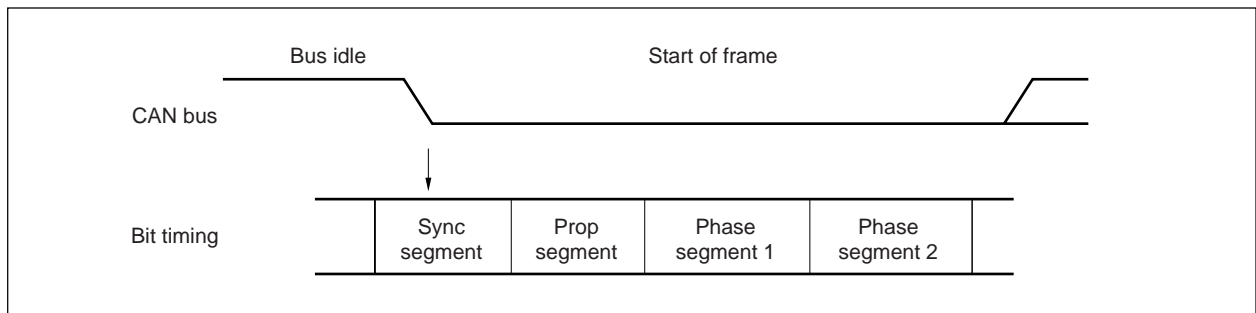 Bus idle
Start of frame
CAN bus
Bit timing
Sync
segment
Prop
segment
Phase
segment 1
Phase
segment 2